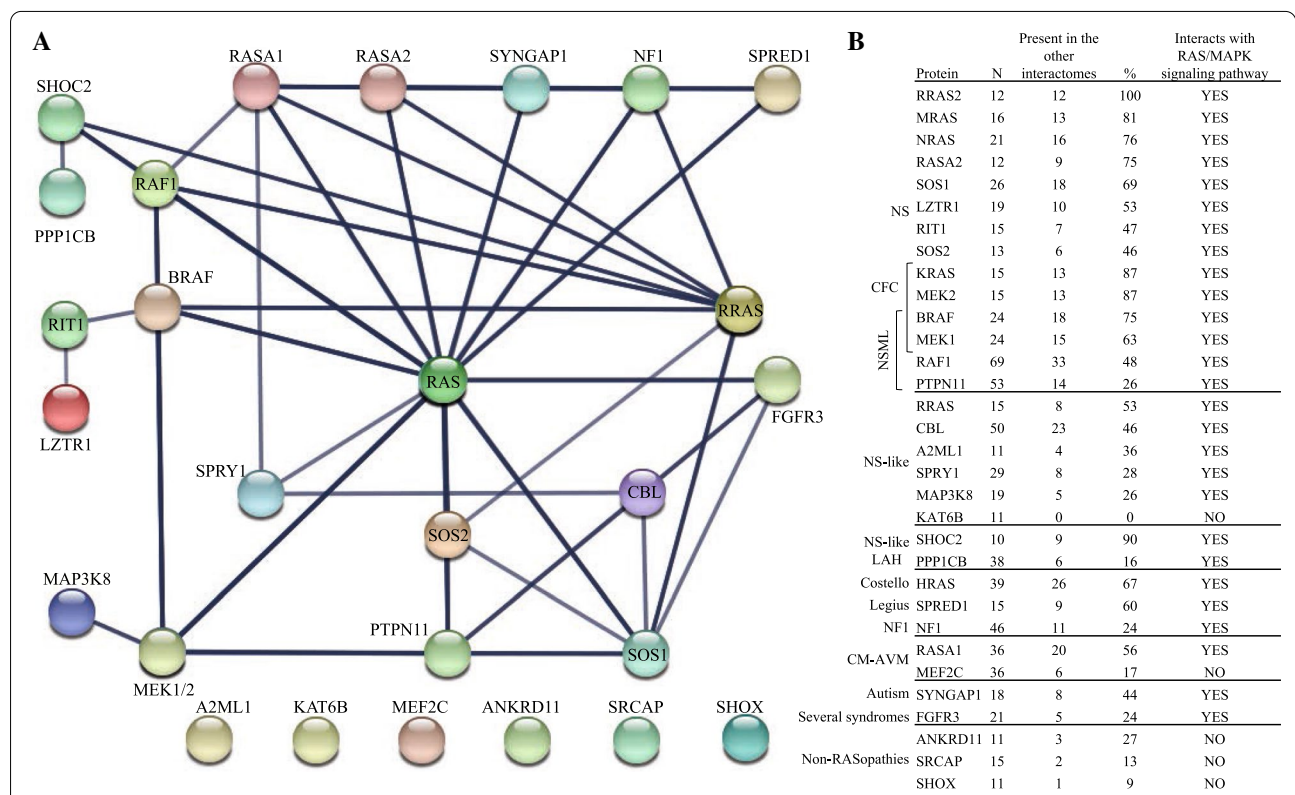 A
RASA1 RASA2 SYNGAP1 NF1 SPRED1
SHOC2
RAF1
PPP1CB
BRAF
RIT1
RRAS
RAS
LZTR1
FGFR3
SPRY1
CBL
SOS2
MAP3K8
PTPN11
SOS1
MEK1/2
A2ML1 KAT6B MEF2C ANKRD11 SRCAP SHOX
B
Present in the Interacts with
other RAS/MAPK
Protein N interactomes % signaling pathway
RRAS2 12 12 100 YES
MRAS 16 13 81 YES
NRAS 21 16 76 YES
RASA2 12 9 75 YES
SOS1 26 18 69 YES
NS LZTR1 19 10 53 YES
RIT1 15 7 47 YES
SOS2 13 6 46 YES
CFC KRAS 15 13 87 YES
MEK2 15 13 87 YES
NSML BRAF 24 18 75 YES
MEK1 24 15 63 YES
RAF1 69 33 48 YES
PTPN11 53 14 26 YES
RRAS 15 8 53 YES
CBL 50 23 46 YES
NS-like A2ML1 11 4 36 YES
SPRY1 29 8 28 YES
MAP3K8 19 5 26 YES
KAT6B 11 0 0 NO
NS-like SHOC2 10 9 90 YES
LAH PPP1CB 38 6 16 YES
Costello HRAS 39 26 67 YES
Legius SPRED1 15 9 60 YES
NF1 NF1 46 11 24 YES
CM-AVM RASA1 36 20 56 YES
MEF2C 36 6 17 NO
Autism SYNGAP1 18 8 44 YES
Several syndromes FGFR3 21 5 24 YES
ANKRD11 11 3 27 NO
Non-RASopathies SRCAP 15 2 13 NO
SHOX 11 1 9 NO